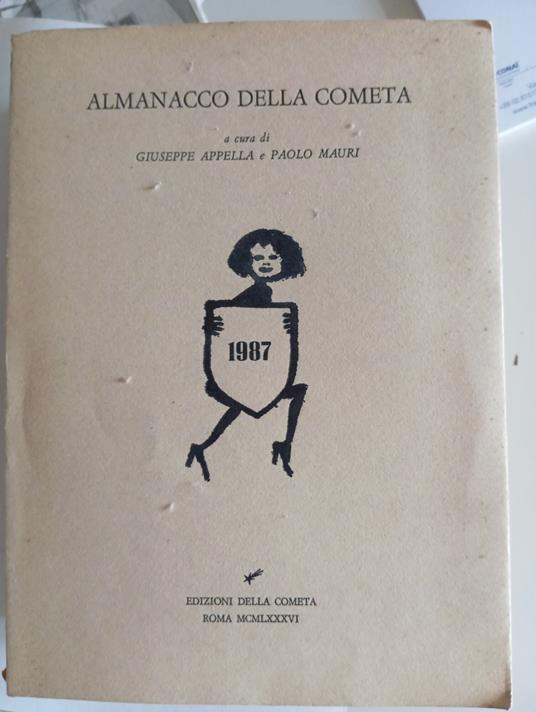 ALMANACCO DELLA COMETA
a cura di
GIUSEPPE APPELLA e PAOLO MAURI
1987
EDIZIONI DELLA COMETA
ROMA MCMLXXXVI